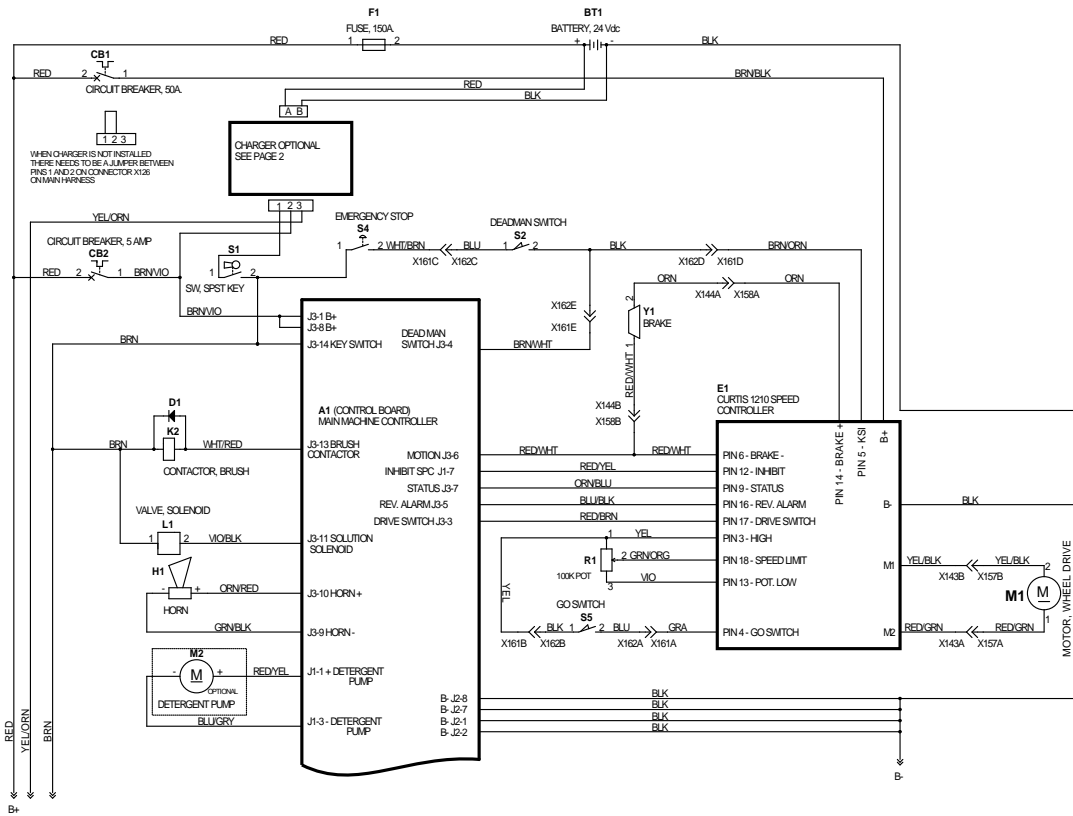 F1
FUSE, 150A.
RED 1 2
BT1
BATTERY, 24 Vdc
+ -
BLK
CB1
RED 2 1
CIRCUIT BREAKER, 50A.
BRN/BLK
RED
BLK
A B
1 2 3
WHEN CHARGER IS NOT INSTALLED
THERE NEEDS TO BE A JUMPER BETWEEN
PINS 1 AND 2 ON CONNECTOR X126
ON MAIN HARNESS
CHARGER OPTIONAL
SEE PAGE 2
1 2 3
YEL/ORN
CIRCUIT BREAKER, 5 AMP
CB2
RED 2 1 BRN/VIO
S1
1 2
SW, SPST KEY
EMERGENCY STOP
S4
1 2 WHT/BRN
X161C X162C
BLU
DEADMAN SWITCH
S2
1 2
BLK
X162D X161D
BRN/ORN
ORN
X144A X158A
ORN
X162E
X161E
BRN/WHT
2
Y1
BRAKE
RED/WHT 1
X144B
X158B
BRN/VIO
BRN
J3-1 B+
J3-8 B+
J3-14 KEY SWITCH
DEAD MAN
SWITCH J3-4
A1 (CONTROL BOARD)
MAIN MACHINE CONTROLLER
D1
K2
BRN
WHT/RED
CONTACTOR, BRUSH
J3-13 BRUSH
CONTACTOR
VALVE, SOLENOID
L1
1 2
VIO/BLK
J3-11 SOLUTION
SOLENOID
H1
- +
HORN
ORN/RED
J3-10 HORN +
GRN/BLK
J3-9 HORN -
M2
- M +
OPTIONAL
DETERGENT PUMP
RED/YEL
J1-1 + DETERGENT
PUMP
BLU/GRY
J1-3 - DETERGENT
PUMP
MOTION J3-6
INHIBIT SPC J1-7
STATUS J3-7
REV. ALARM J3-5
DRIVE SWITCH J3-3
RED/WHT
RED/WHT
RED/YEL
ORN/BLU
BLU/BLK
RED/BRN
E1
CURTIS 1210 SPEED
CONTROLLER
PIN 14 - BRAKE +
PIN 5 - KSI
B+
PIN 6 - BRAKE -
PIN 12 - INHIBIT
PIN 9 - STATUS
PIN 16 - REV. ALARM
PIN 17 - DRIVE SWITCH
PIN 3 - HIGH
PIN 18 - SPEED LIMIT
PIN 13 - POT. LOW
PIN 4 - GO SWITCH
B-
M1
M2
1 YEL
R1
2 GRN/ORG
100K POT
3 VIO
YEL
GO SWITCH
S5
BLK 1 2 BLU
GRA
X161B X162B
X162A X161A
BLK
YEL/BLK
YEL/BLK
X143B X157B
2
M1
M
1
RED/GRN
RED/GRN
X143A X157A
MOTOR, WHEEL DRIVE
B- J2-8
B- J2-7
B- J2-1
B- J2-2
BLK
BLK
BLK
BLK
B-
RED
YEL/ORN
BRN
B+